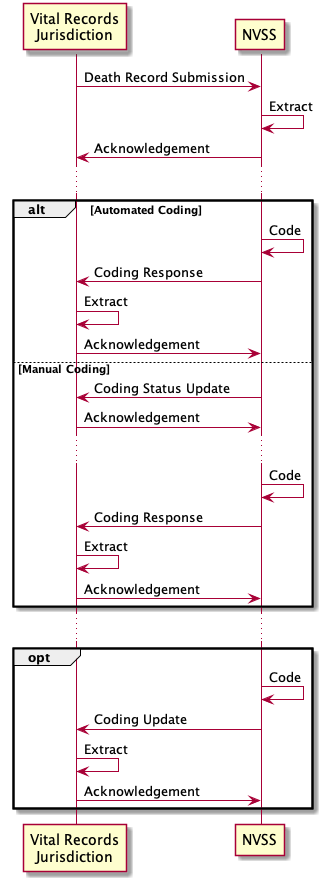 Vital Records
Jurisdiction
NVSS
Death Record Submission
Extract
Acknowledgement
alt
[Automated Coding]
Code
Coding Response
Extract
Acknowledgement
[Manual Coding]
Coding Status Update
Acknowledgement
Code
Coding Response
Extract
Acknowledgement
opt
Code
Coding Update
Extract
Acknowledgement
Vital Records
Jurisdiction
NVSS